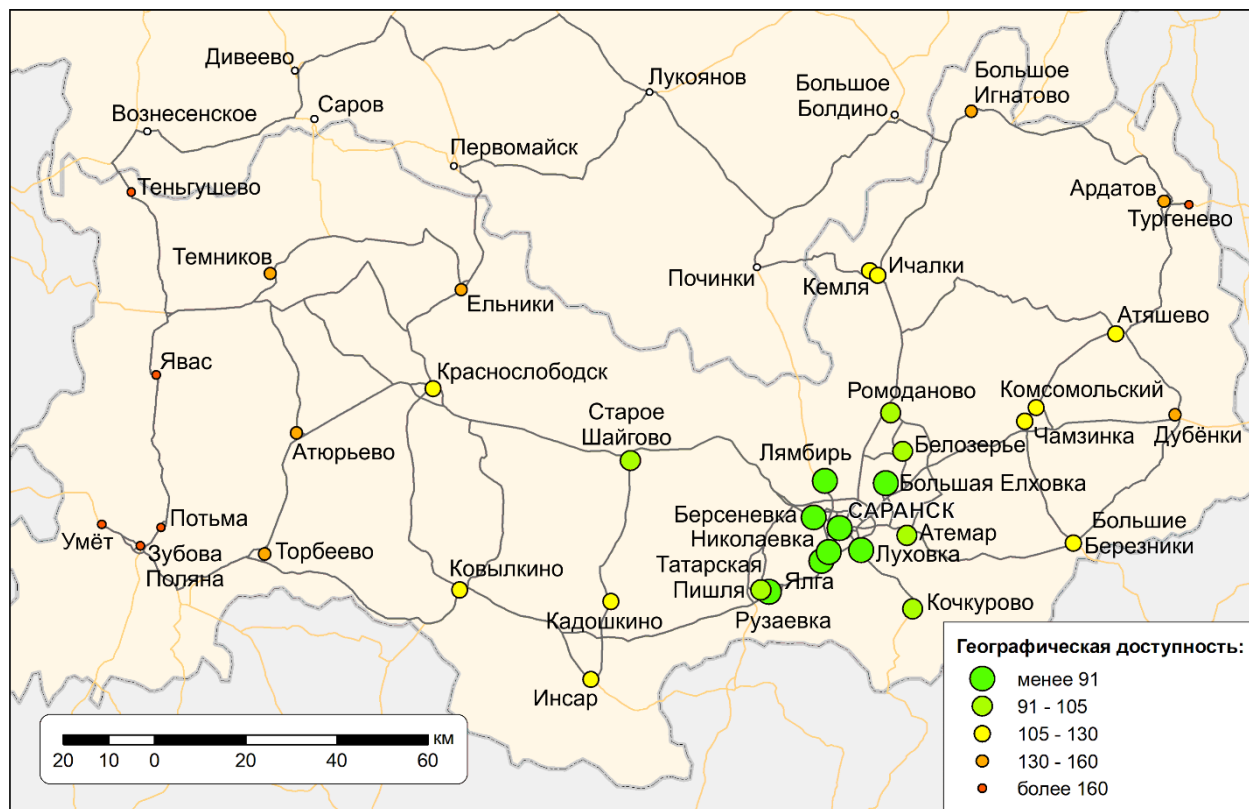 Дивеево
Лукоянов
Большое
Болдино
Большое
Игнатово
Вознесенское
Саров
Первомайск
Теньгушево
Ардатов
Тургенево
Темников
Ельники
Починки
Ичалки
Кемля
Атяшево
Явас
Краснослободск
Старое
Шайгово
Ромоданово
Комсомольский
Белозерье
Чамзинка
Дубёнки
Атюрьево
Лямбирь
Большая Елховка
Берсеневка
САРАНСК
Николаевка
Атемар
Большие
Березники
Потьма
Умёт
Зубова
Поляна
Торбеево
Ковылкино
Татарская
Пишля
Ялга
Луховка
Кадошкино
Рузаевка
Кочкурово
Инсар
Географическая доступность:
менее 91
91 - 105
105 - 130
130 - 160
более 160
км
20 10 0 20 40 60